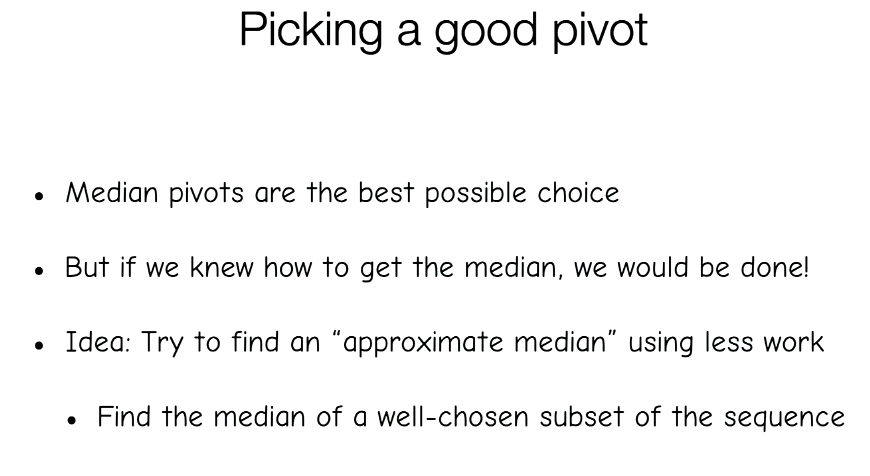 Picking a good pivot
• Median pivots are the best possible choice
• But if we knew how to get the median, we would be done!
• Idea: Try to find an “approximate median” using less work
• Find the median of a well-chosen subset of the sequence